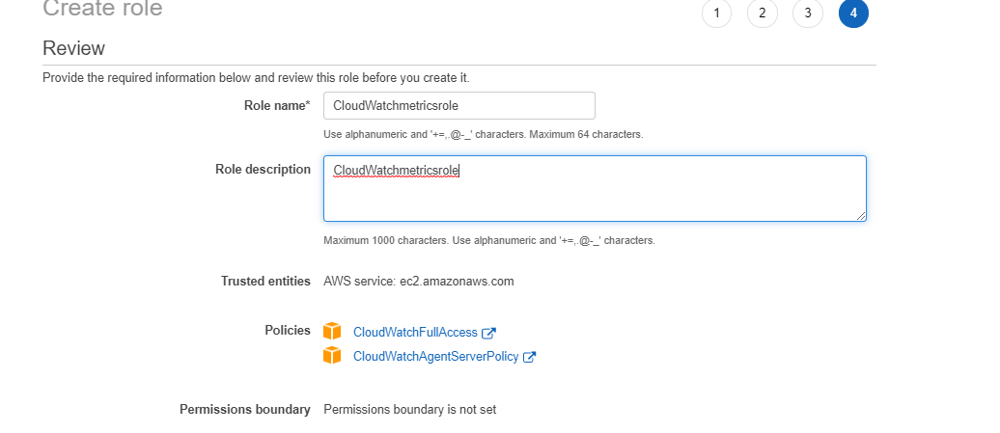 Create role
1 2 3 4
Review
Provide the required information below and review this role before you create it.
Role name* CloudWatchmetricsrole
Use alphanumeric and '+=,.@-_' characters. Maximum 64 characters.
Role description CloudWatchmetricsrole
Maximum 1000 characters. Use alphanumeric and '+=,.@-_' characters.
Trusted entities AWS service: ec2.amazonaws.com
Policies CloudWatchFullAccess
CloudWatchAgentServerPolicy
Permissions boundary Permissions boundary is not set